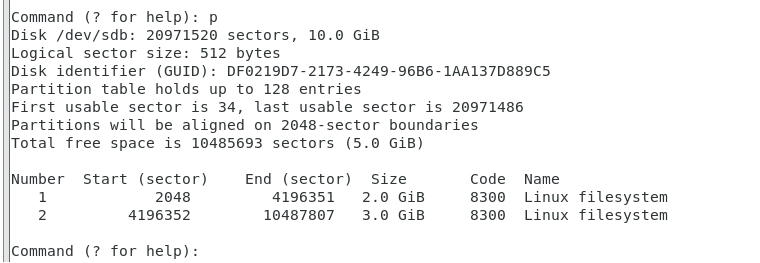 Command (? for help): p
Disk /dev/sdb: 20971520 sectors, 10.0 GiB
Logical sector size: 512 bytes
Disk identifier (GUID): DF0219D7-2173-4249-96B6-1AA137D889C5
Partition table holds up to 128 entries
First usable sector is 34, last usable sector is 20971486
Partitions will be aligned on 2048-sector boundaries
Total free space is 10485693 sectors (5.0 GiB)
Number  Start (sector)    End (sector)  Size       Code  Name
   1            2048         4196351   2.0 GiB     8300  Linux filesystem
   2         4196352        10487807   3.0 GiB     8300  Linux filesystem
Command (? for help):